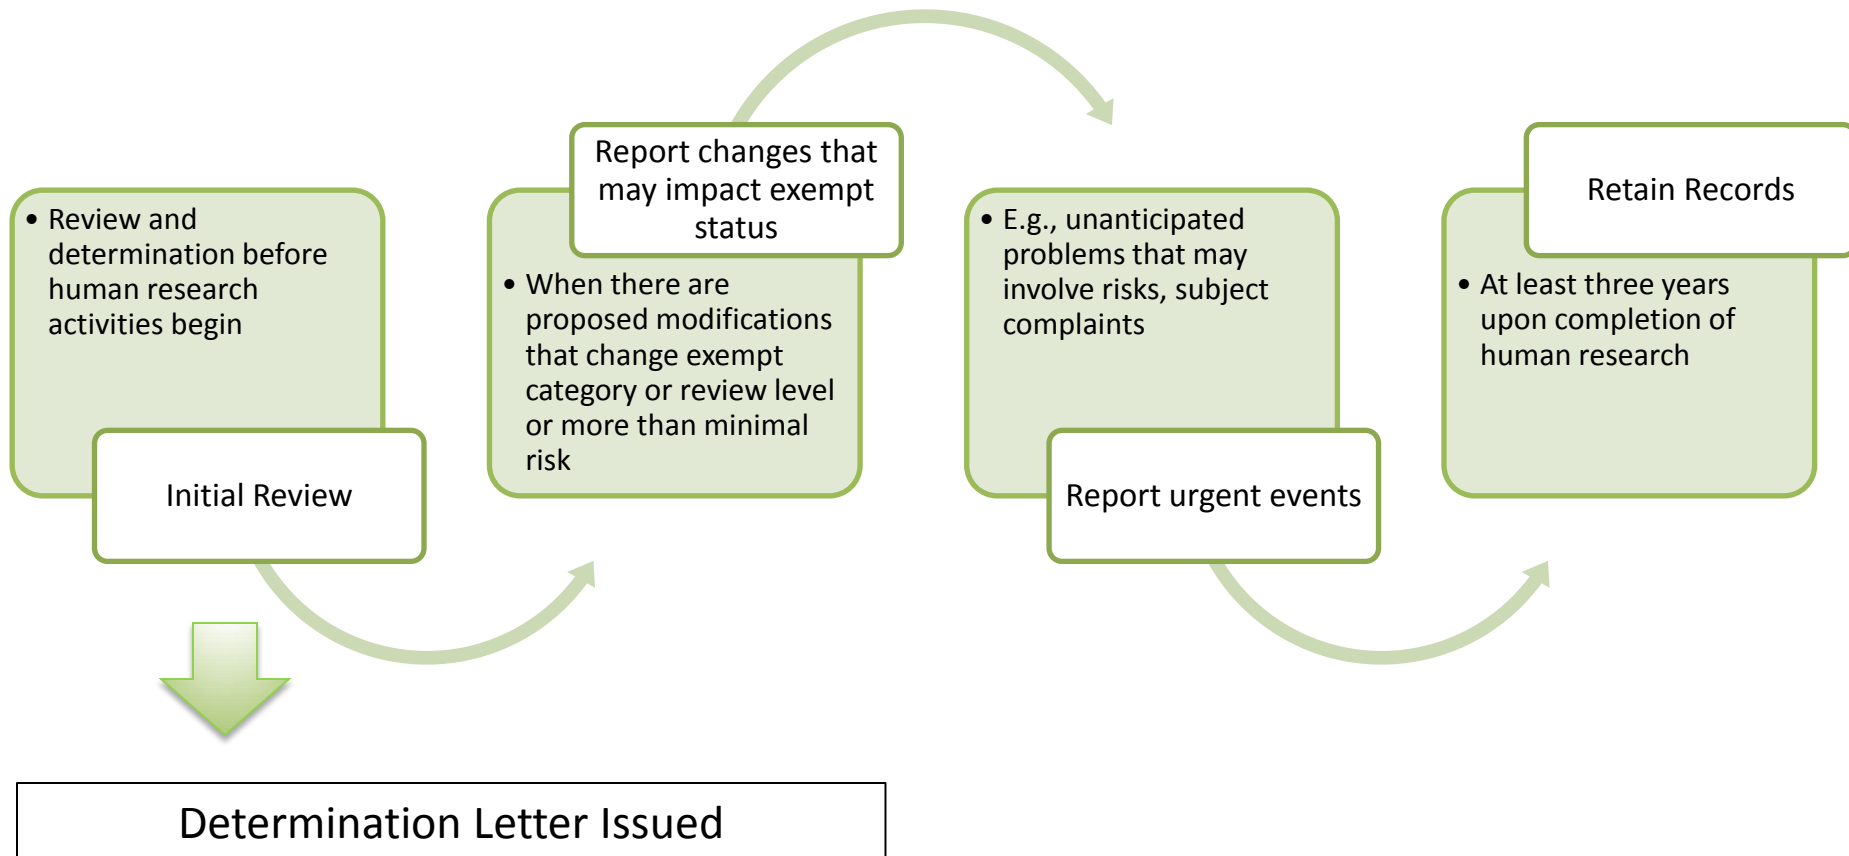 • Review and
determination before
human research
activities begin
Initial Review
Report changes that
may impact exempt
status
• When there are
proposed modifications
that change exempt
category or review level
or more than minimal
risk
• E.g., unanticipated
problems that may
involve risks, subject
complaints
Report urgent events
Retain Records
• At least three years
upon completion of
human research
Determination Letter Issued